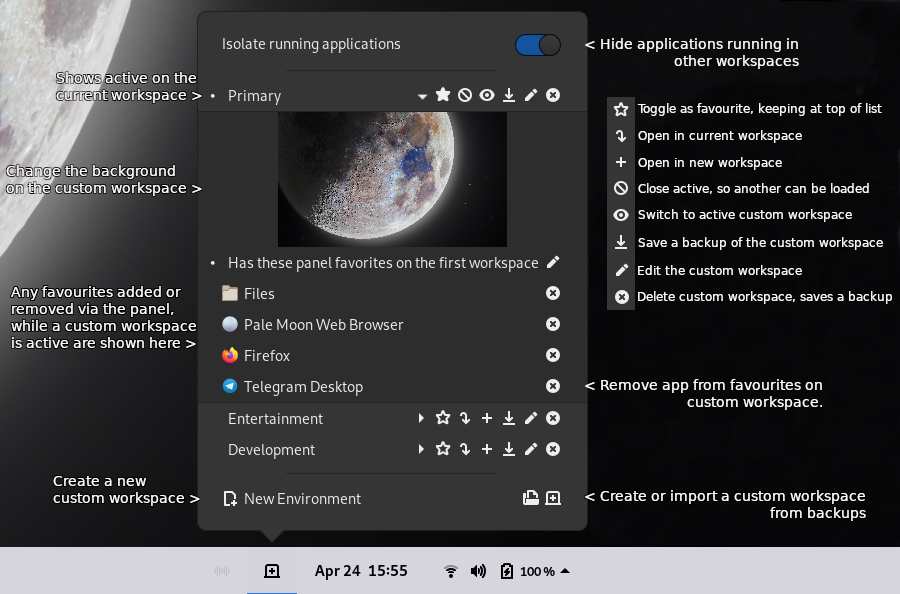 Isolate running applications
< Hide applications running in
other workspaces
Shows active on the
current workspace >
• Primary
Change the background
on the custom workspace >
Toggle as favourite, keeping at top of list
Open in current workspace
Open in new workspace
Close active, so another can be loaded
Switch to active custom workspace
Save a backup of the custom workspace
Edit the custom workspace
Delete custom workspace, saves a backup
• Has these panel favorites on the first workspace
Any favourites added or
removed via the panel,
while a custom workspace
is active are shown here >
Files
Pale Moon Web Browser
Firefox
Telegram Desktop
< Remove app from favourites on
custom workspace.
Entertainment
Development
Create a new
custom workspace >
New Environment
< Create or import a custom workspace
from backups
Apr 24 15:55
100 %